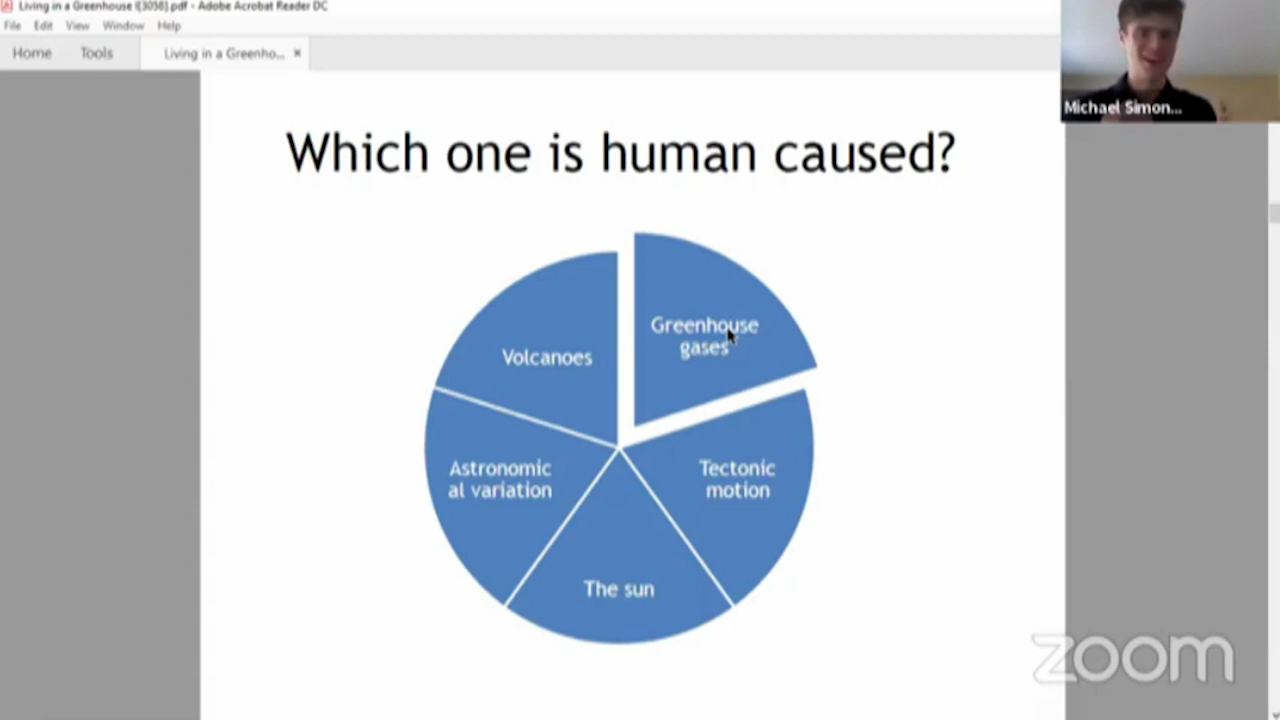 Living in a Greenhouse I[3058].pdf - Adobe Acrobat Reader DC
File Edit View Window Help
Home Tools Living in a Greenho... ×
Michael Simon...
Which one is human caused?
Greenhouse
gases
Volcanoes
Astronomic
al variation
Tectonic
motion
The sun
zoom